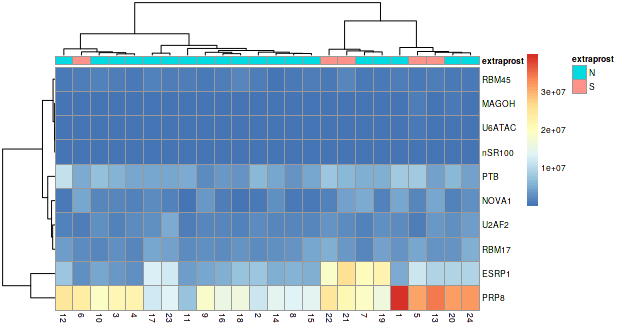 extraprost
RBM45
MAGOH
U6ATAC
nSR100
PTB
NOVA1
U2AF2
RBM17
ESRP1
PRP8
12 6 10 3 4 17 23 11 9 16 18 2 14 8 15 22 21 7 19 1 5 13 20 24
3e+07
2e+07
1e+07
extraprost
N
S